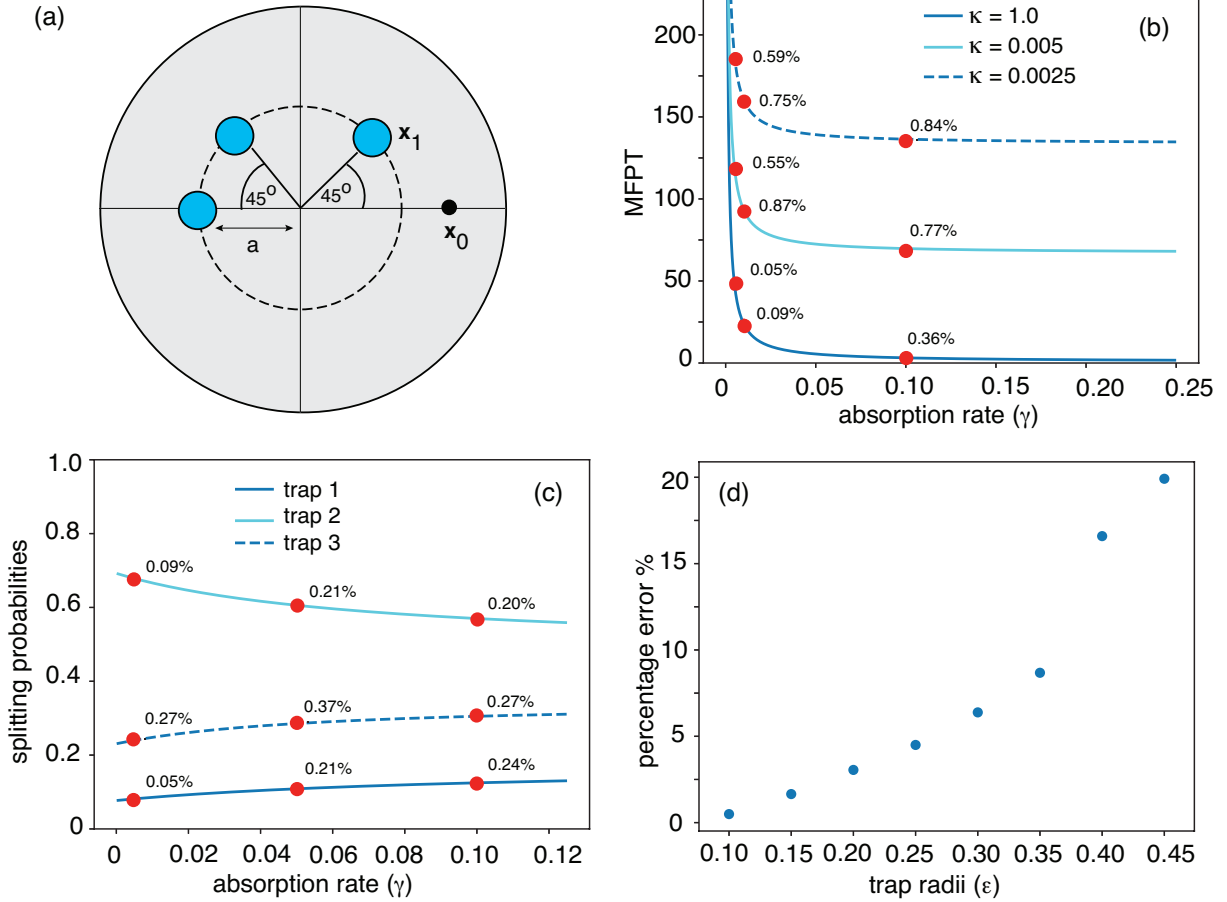 (a)
x1
45o
45o
a
x0
(b)
κ = 1.0
κ = 0.005
κ = 0.0025
MFPT
200
150
100
50
0
0.59%
0.75%
0.84%
0.55%
0.87%
0.77%
0.05%
0.09%
0.36%
0
0.05
0.10
0.15
0.20
0.25
absorption rate (γ)
(c)
trap 1
trap 2
trap 3
splitting probabilities
1.0
0.8
0.6
0.4
0.2
0
0.09%
0.21%
0.20%
0.27%
0.37%
0.27%
0.05%
0.21%
0.24%
0
0.02
0.04
0.06
0.08
0.10
0.12
absorption rate (γ)
(d)
percentage error %
20
15
10
5
0
0.10
0.15
0.20
0.25
0.30
0.35
0.40
0.45
trap radii (ε)